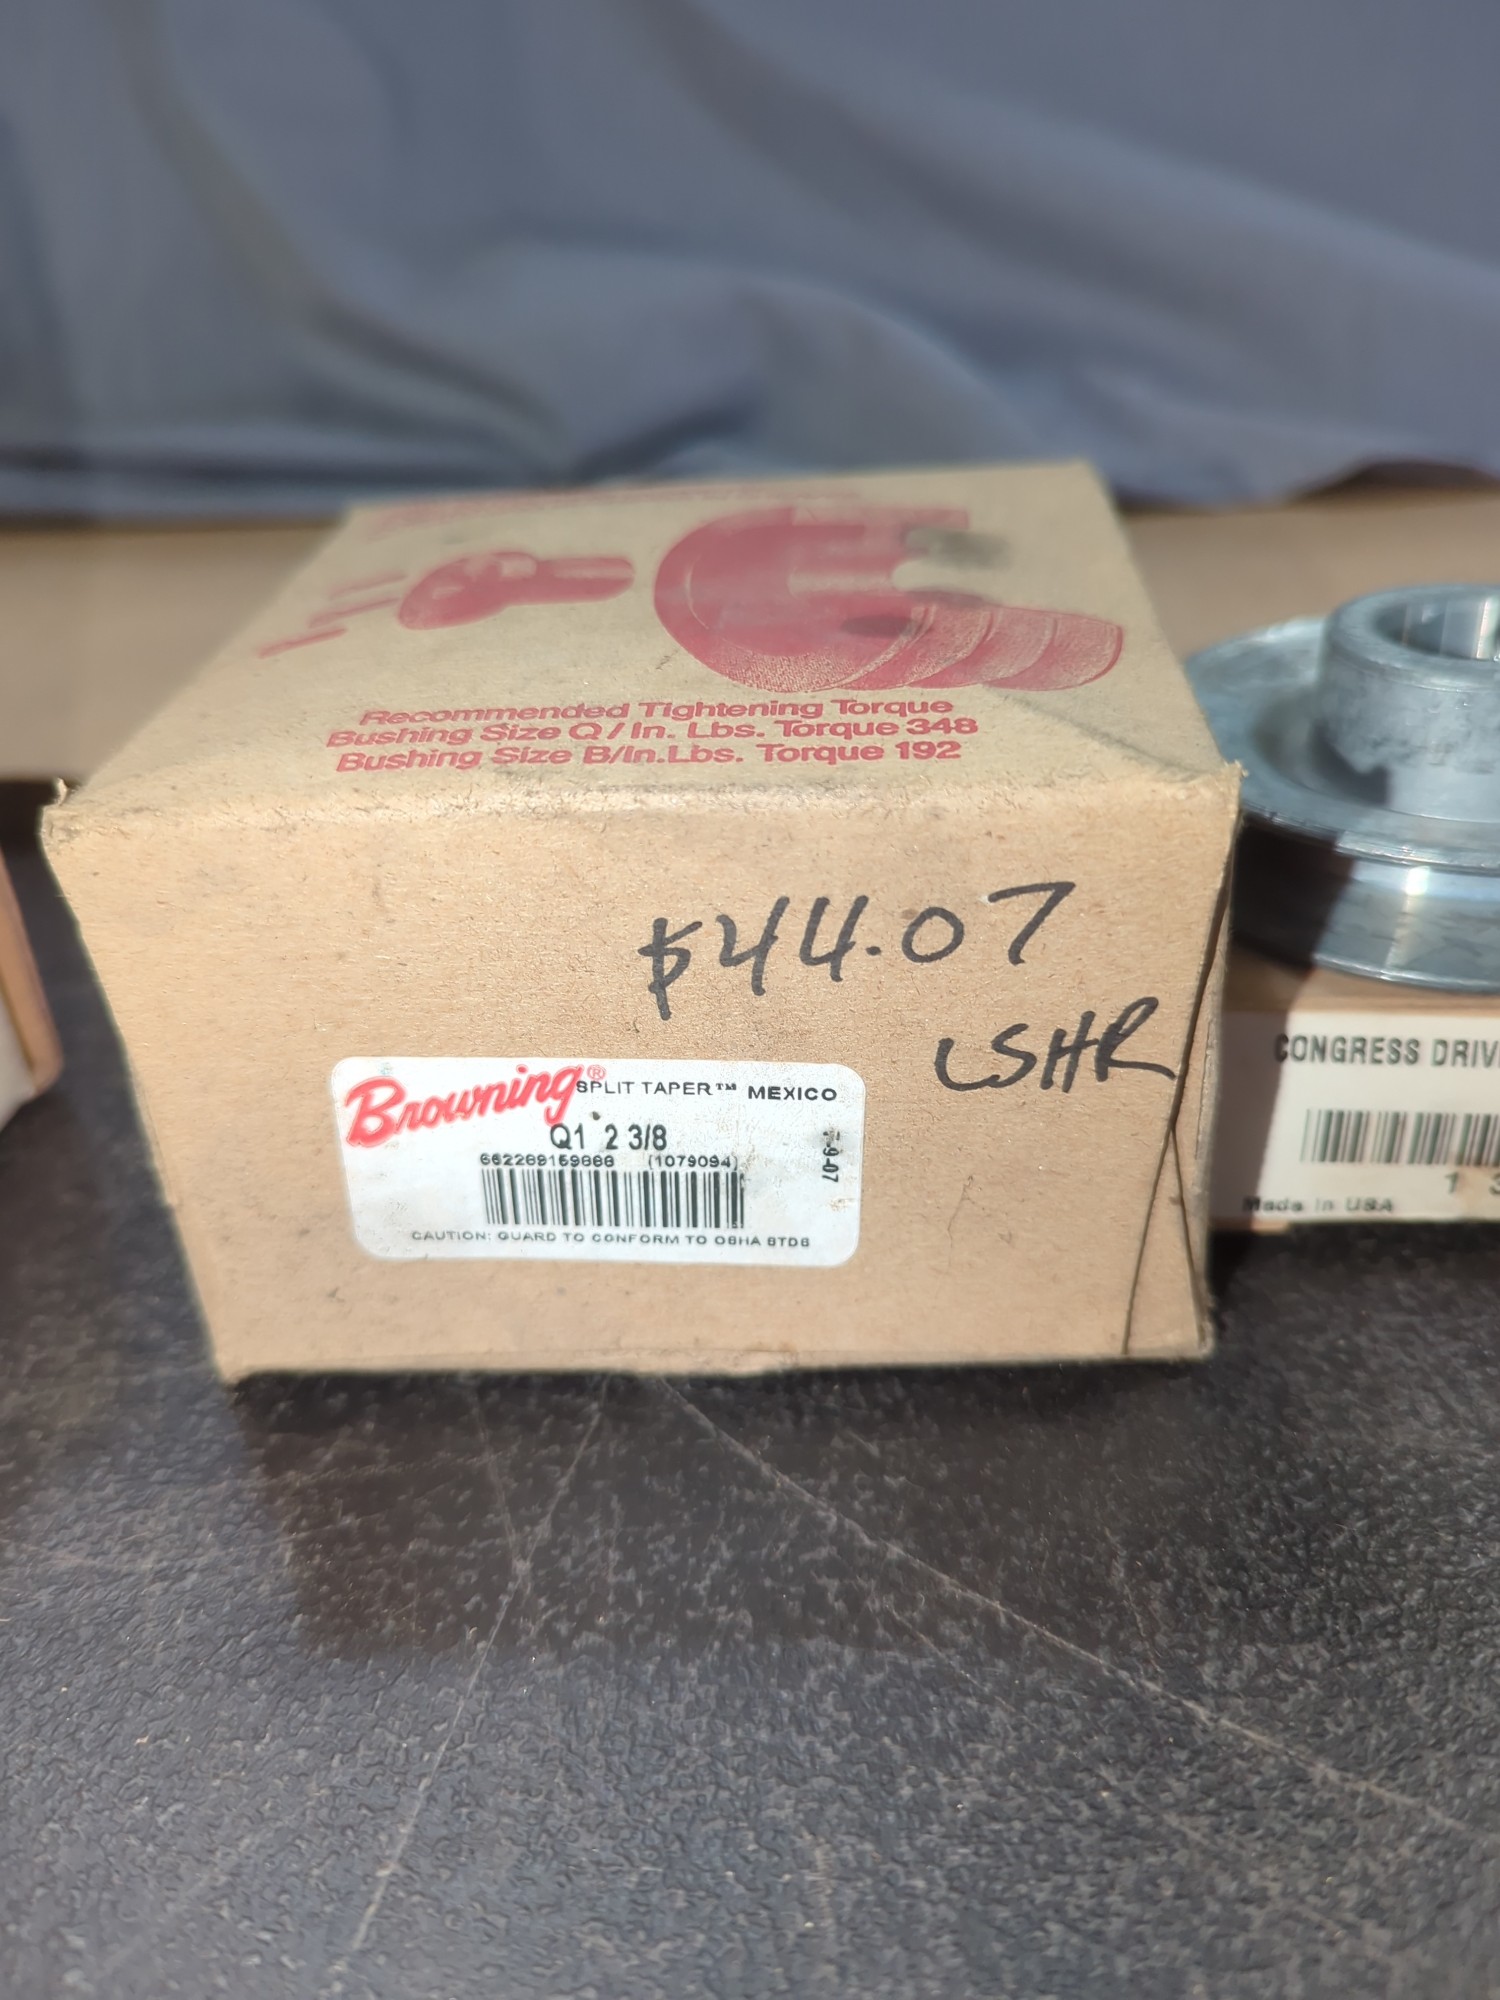 Recommended Tightening Torque
Bushing Size Q/In. Lbs. Torque 348
Bushing Size B/In.Lbs. Torque 192
$44.07
LSHR
Browning® SPLIT TAPER™ MEXICO
Q1 2 3/8
(1079094)
CAUTION: GUARD TO CONFORM TO OSHA STDS
CONGRESS DRIV
Made in USA